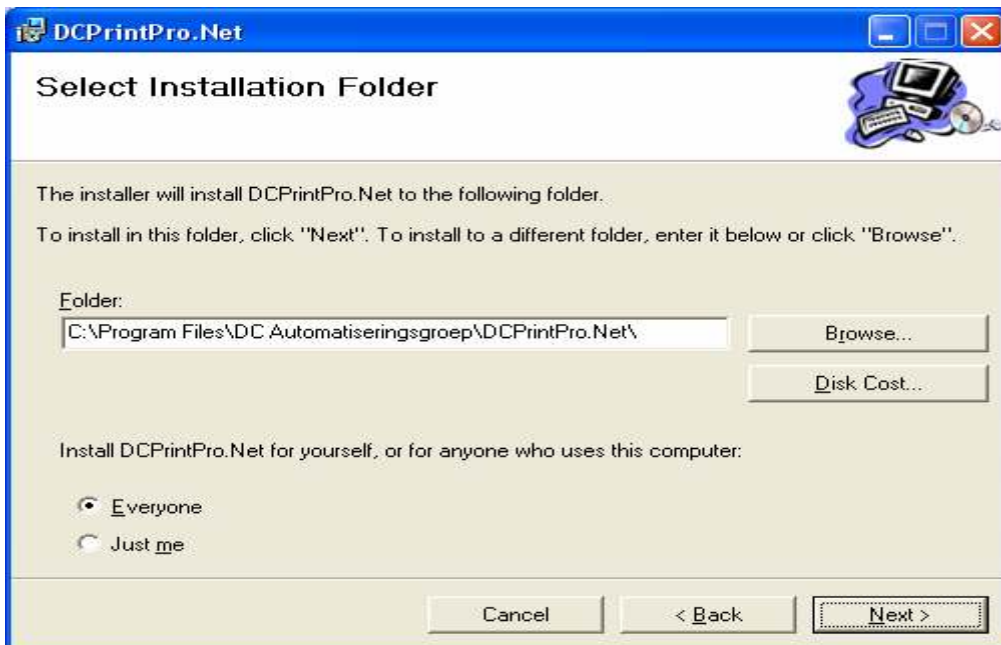 DCPrintPro.Net
Select Installation Folder
The installer will install DCPrintPro.Net to the following folder.
To install in this folder, click "Next". To install to a different folder, enter it below or click "Browse".
Folder:
C:\Program Files\DC Automatiseringsgroep\DCPrintPro.Net\
Browse...
Disk Cost...
Install DCPrintPro.Net for yourself, or for anyone who uses this computer:
Everyone
Just me
Cancel
< Back
Next >